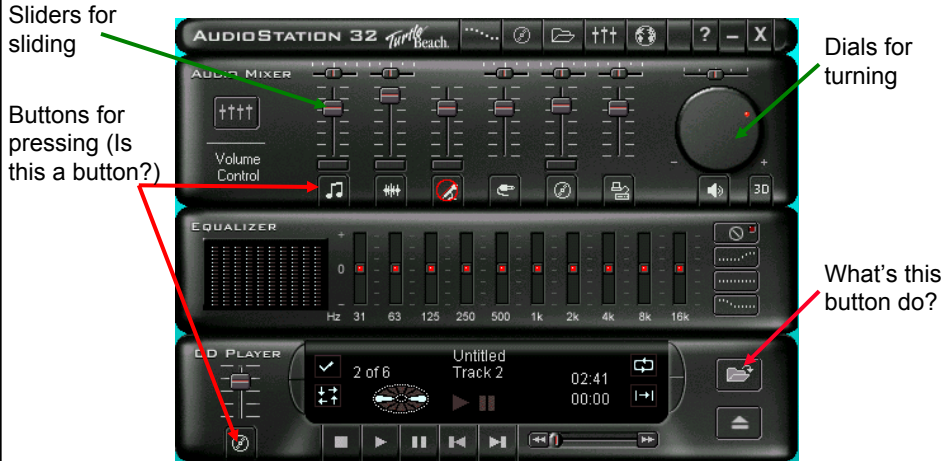 Sliders for
sliding
AUDIOSTATION 32 Turtle Beach
? – X
Dials for
turning
AUDIO MIXER
Buttons for
pressing (Is
this a button?)
Volume
Control
– +
3D
EQUALIZER
+
0
–
Hz 31 63 125 250 500 1k 2k 4k 8k 16k
What's this
button do?
CD PLAYER
Untitled
2 of 6 Track 2
02:41
00:00